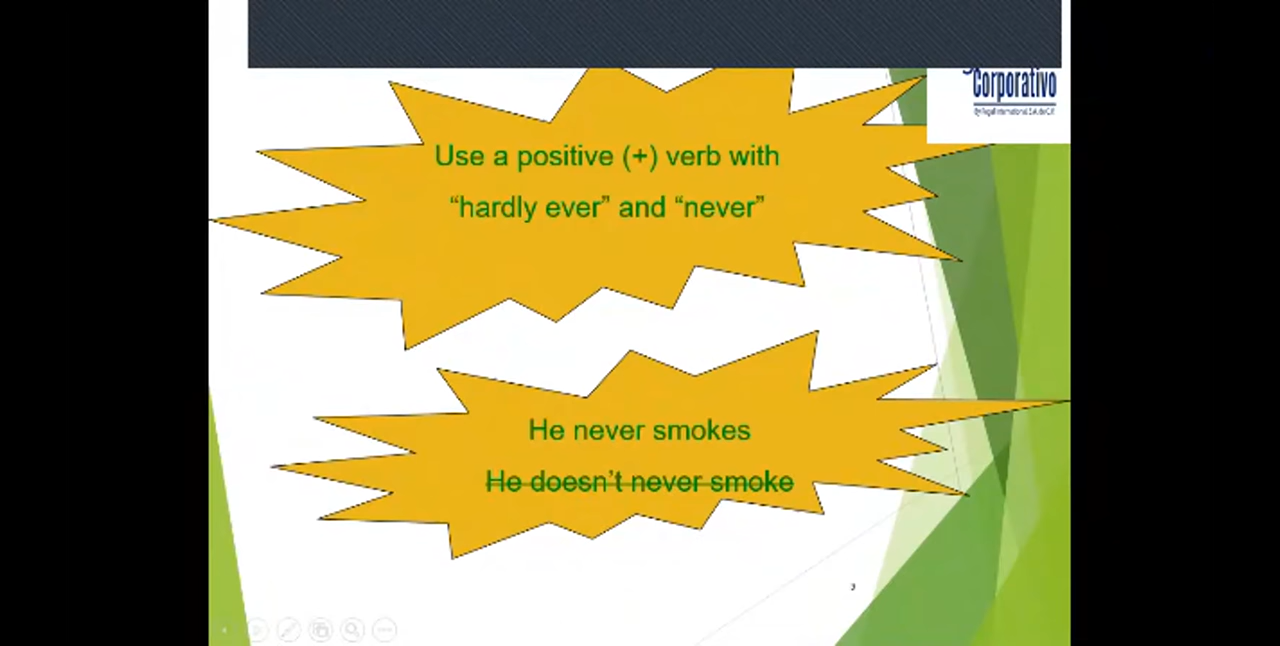 Corporativo
Use a positive (+) verb with
“hardly ever” and “never”
He never smokes
He doesn’t never smoke